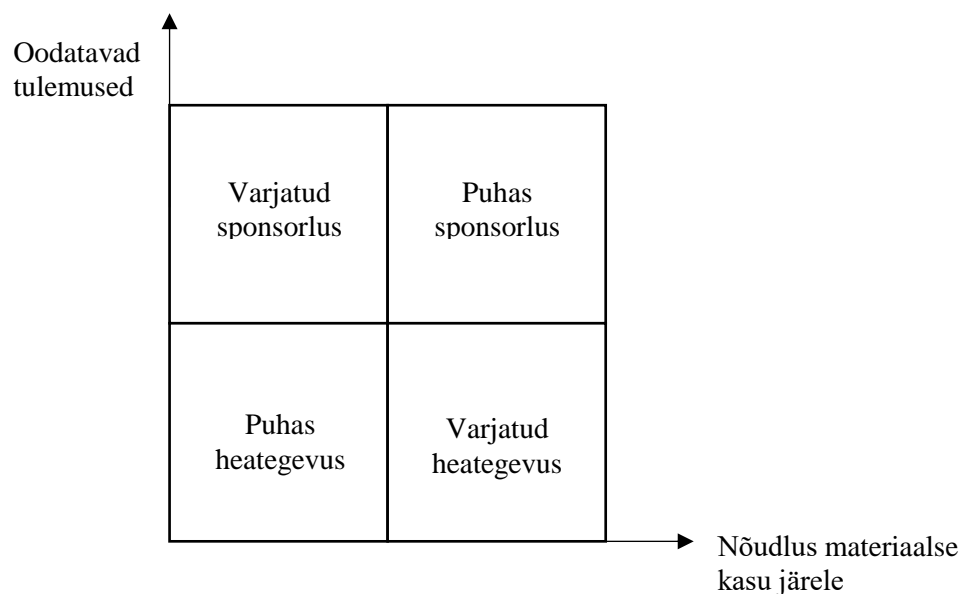 Oodatavad
tulemused
Varjatud
sponsorlus
Puhas
sponsorlus
Puhas
heategevus
Varjatud
heategevus
Nõudlus materiaalse
kasu järele